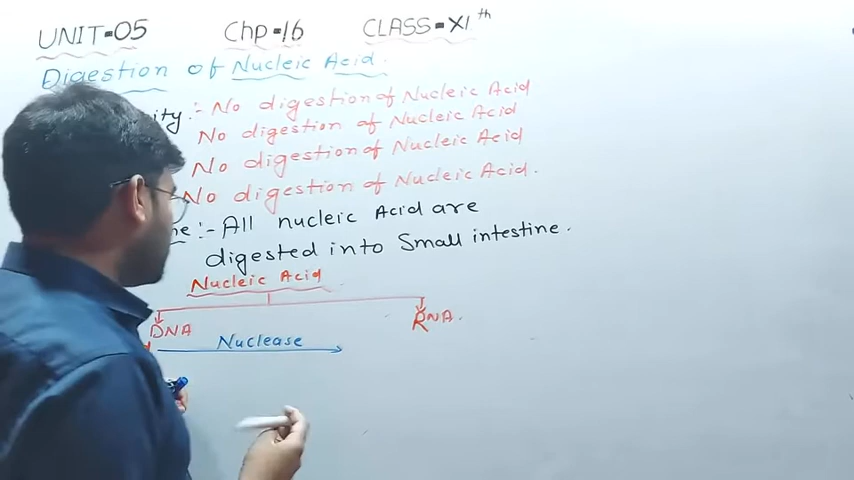 UNIT-05 Chp-16 CLASS-XI th
Digestion of Nucleic Acid.
ity:- No digestion of Nucleic Acid
No digestion of Nucleic Acid
No digestion of Nucleic Acid
No digestion of Nucleic Acid.
ne:- All nucleic Acid are
digested into Small intestine.
Nucleic Acid
DNA RNA.
Nuclease